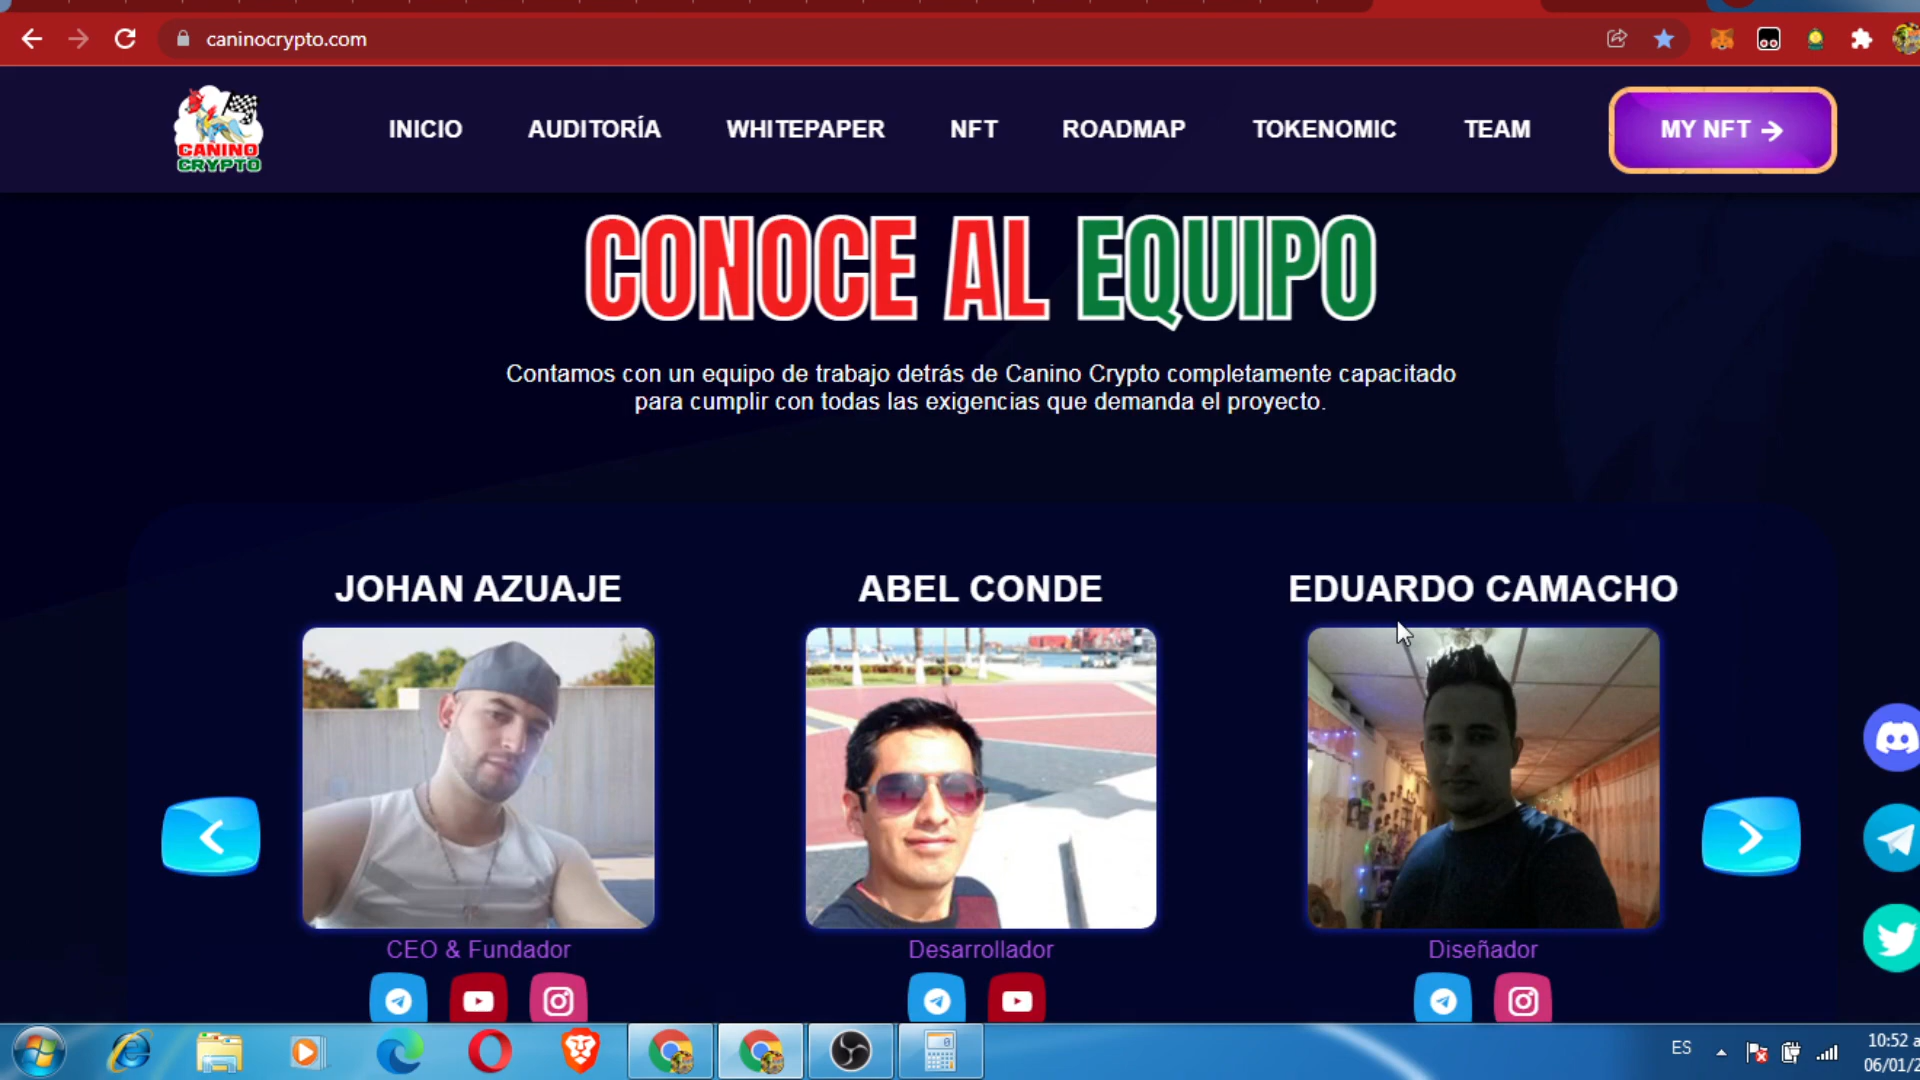 caninocrypto.com
CANINO
CRYPTO
INICIO
AUDITORÍA
WHITEPAPER
NFT
ROADMAP
TOKENOMIC
TEAM
MY NFT →
CONOCE AL EQUIPO
Contamos con un equipo de trabajo detrás de Canino Crypto completamente capacitado
para cumplir con todas las exigencias que demanda el proyecto.
JOHAN AZUAJE
ABEL CONDE
EDUARDO CAMACHO
CEO & Fundador
Desarrollador
Diseñador
ES
10:52 a
06/01/2